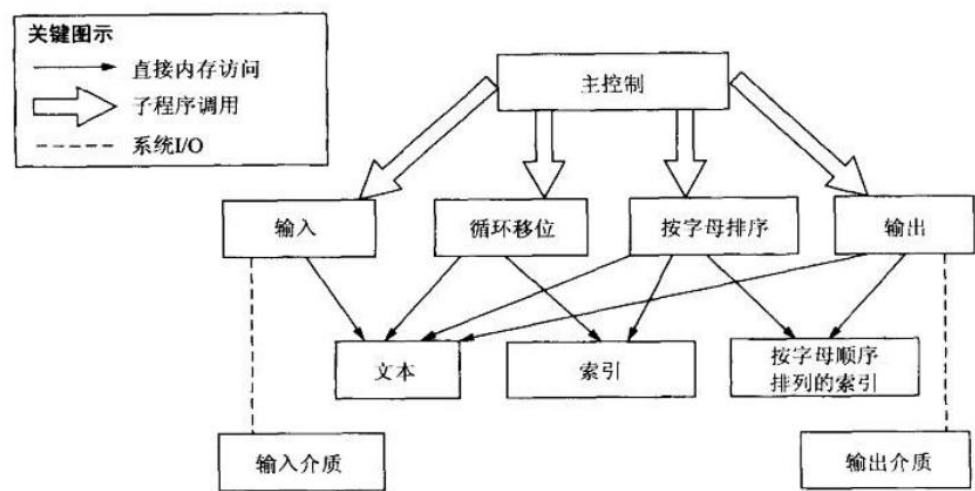 关键图示
直接内存访问
子程序调用
系统I/O
主控制
输入
循环移位
按字母排序
输出
文本
索引
按字母顺序
排列的索引
输入介质
输出介质